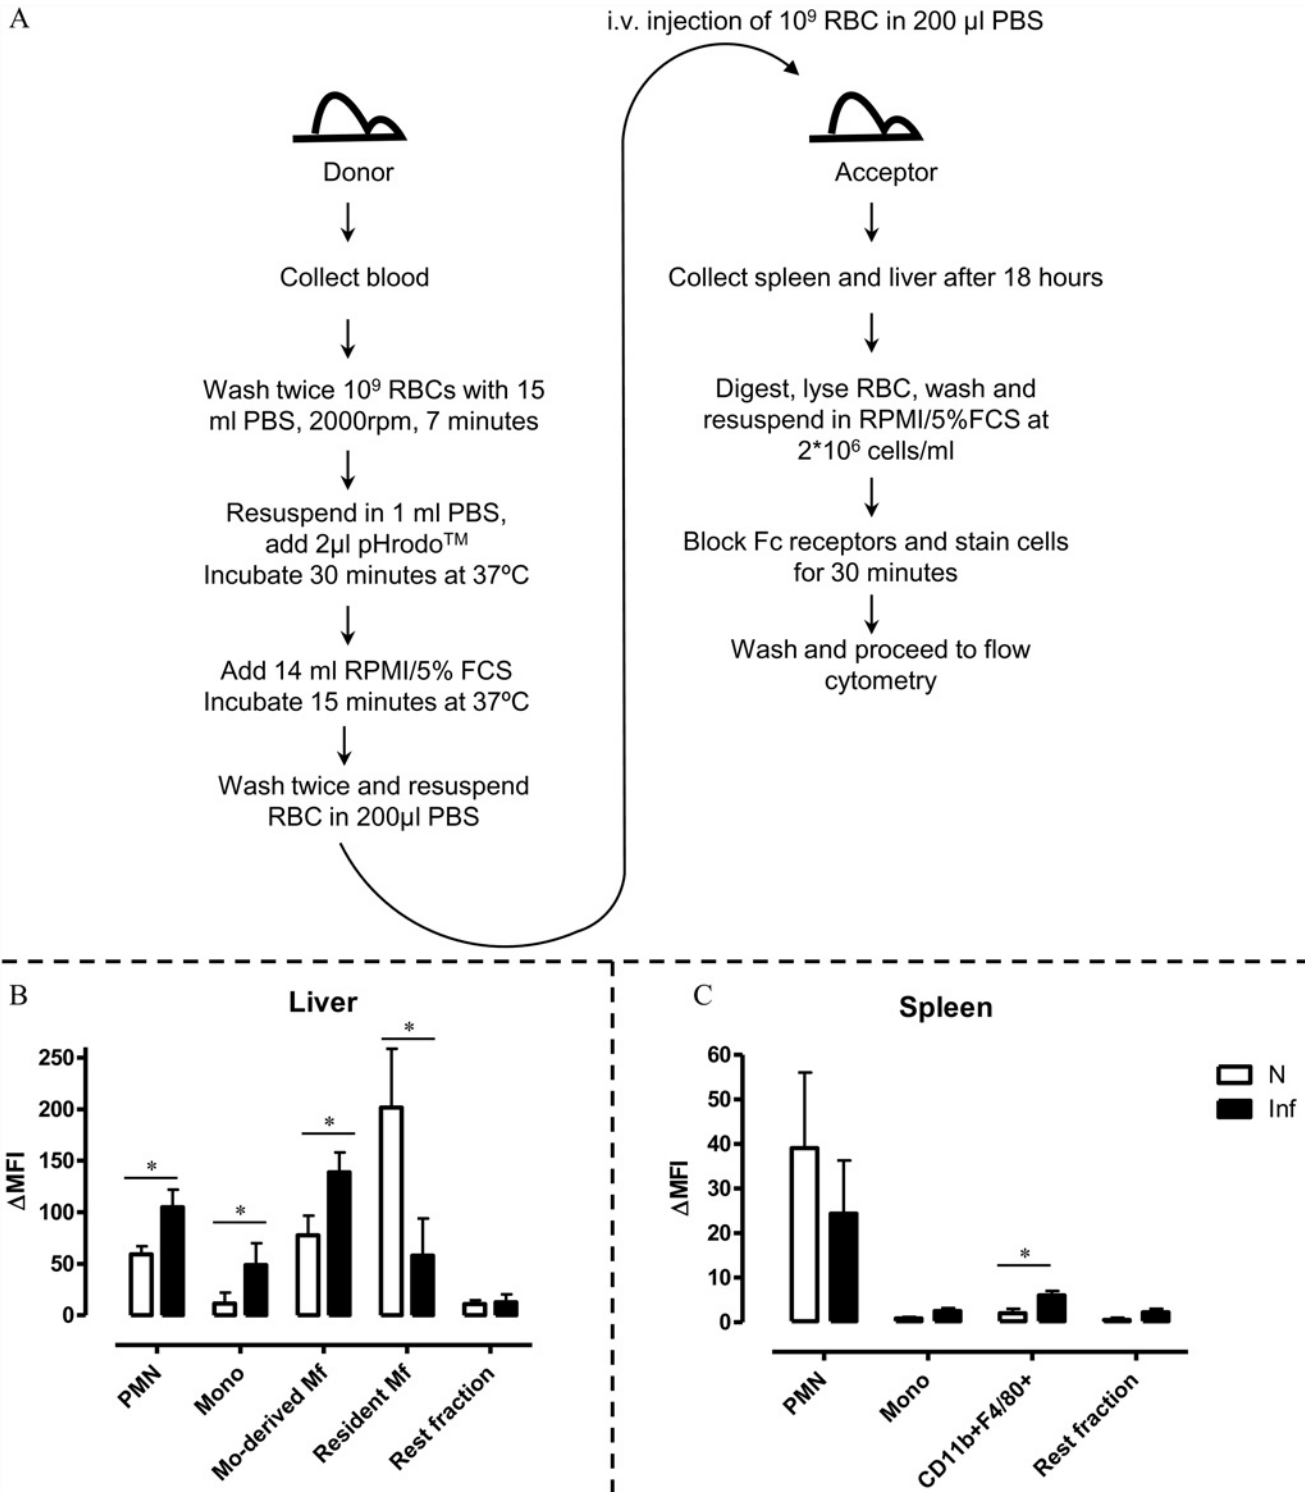 A
i.v. injection of 10⁹ RBC in 200 µl PBS
Donor
Collect blood
Wash twice 10⁹ RBCs with 15
ml PBS, 2000rpm, 7 minutes
Resuspend in 1 ml PBS,
add 2µl pHrodo™
Incubate 30 minutes at 37ºC
Add 14 ml RPMI/5% FCS
Incubate 15 minutes at 37ºC
Wash twice and resuspend
RBC in 200µl PBS
Acceptor
Collect spleen and liver after 18 hours
Digest, lyse RBC, wash and
resuspend in RPMI/5%FCS at
2*10⁶ cells/ml
Block Fc receptors and stain cells
for 30 minutes
Wash and proceed to flow
cytometry
B
Liver
ΔMFI
250
200
150
100
50
0
*
*
*
*
PMN
Mono
Mo-derived Mf
Resident Mf
Rest fraction
C
Spleen
ΔMFI
60
50
40
30
20
10
0
*
PMN
Mono
CD11b+F4/80+
Rest fraction
N
Inf